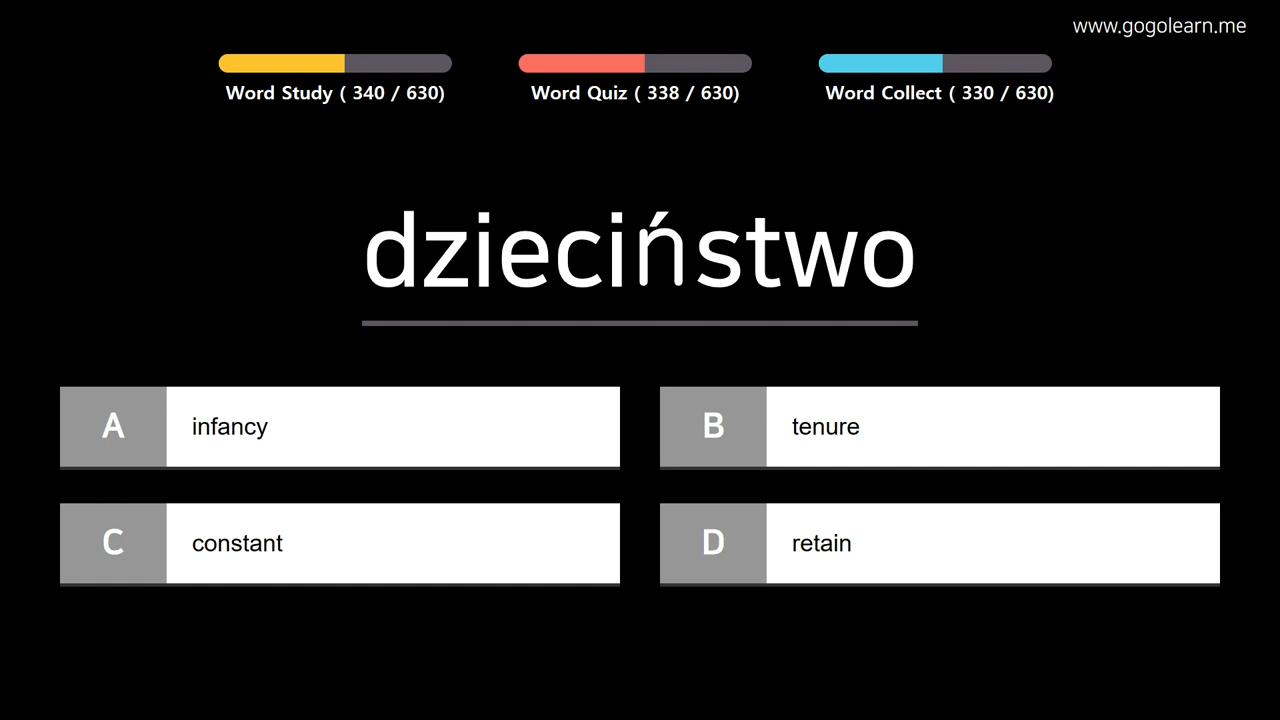 www.gogolearn.me
Word Study ( 340 / 630)
Word Quiz ( 338 / 630)
Word Collect ( 330 / 630)
dzieciństwo
A infancy
B tenure
C constant
D retain